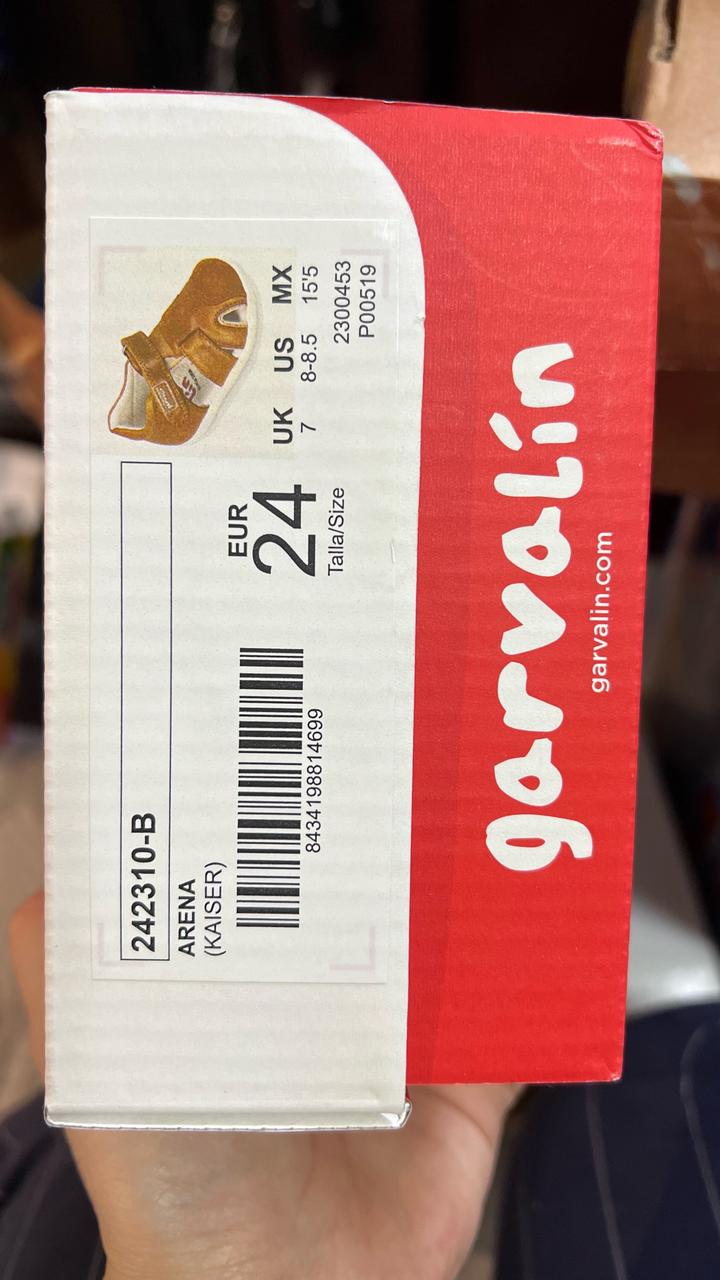 242310-B
ARENA
(KAISER)
8434198814699
EUR
24
Talla/Size
UK US MX
7 8-8.5 15'5
2300453
P00519
garvalín
garvalin.com